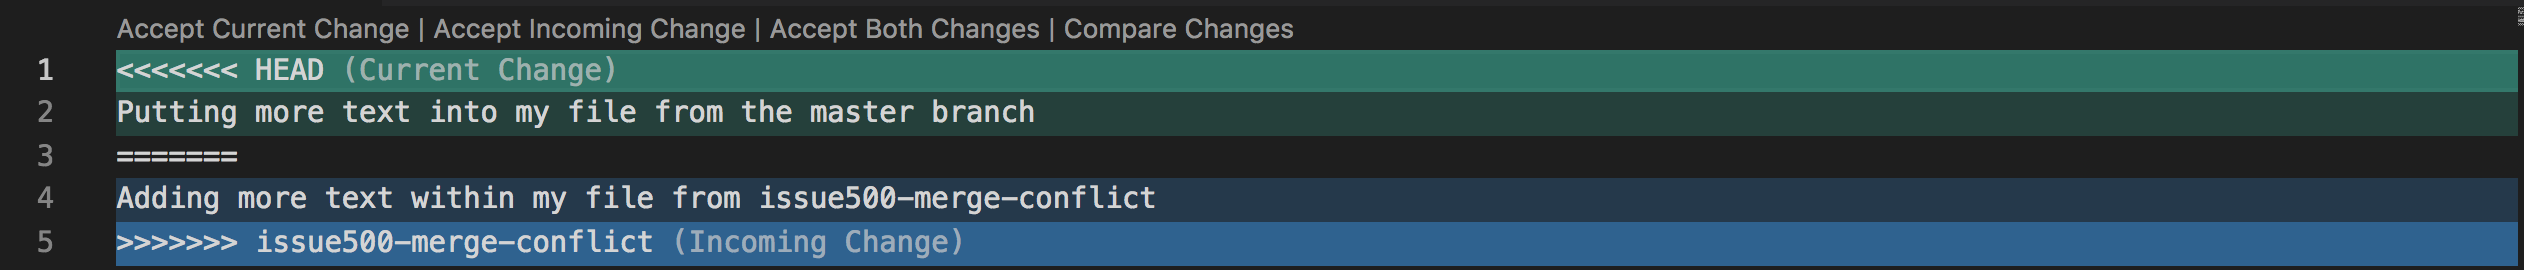 Accept Current Change | Accept Incoming Change | Accept Both Changes | Compare Changes
1 <<<<<<< HEAD (Current Change)
2 Putting more text into my file from the master branch
3 =======
4 Adding more text within my file from issue500-merge-conflict
5 >>>>>>> issue500-merge-conflict (Incoming Change)